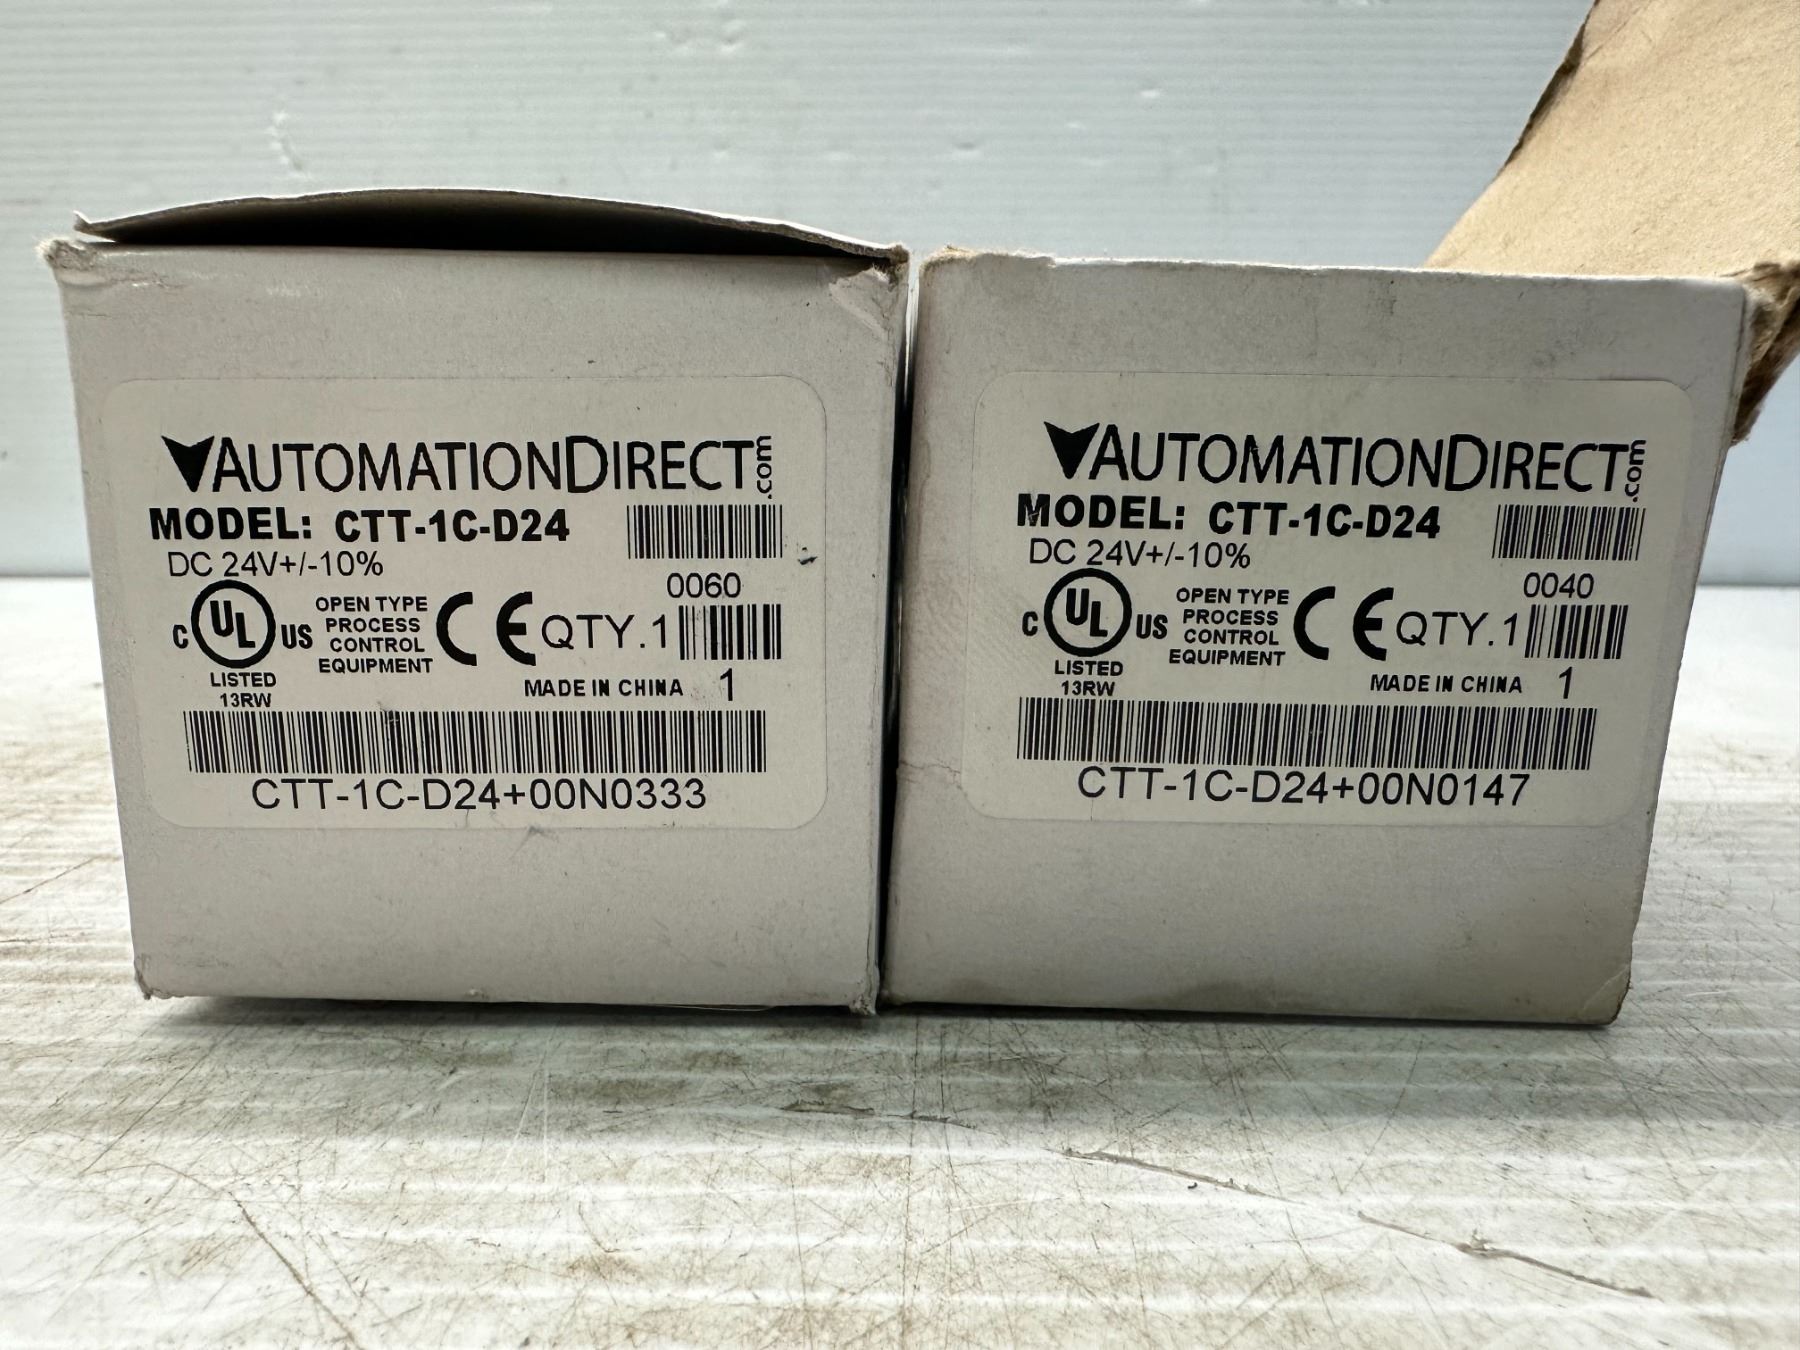 AUTOMATIONDIRECT.com
MODEL: CTT-1C-D24
DC 24V+/-10%
0060
C UL US
LISTED
13RW
OPEN TYPE
PROCESS
CONTROL
EQUIPMENT
CE
QTY.1
MADE IN CHINA
1
CTT-1C-D24+00N0333
AUTOMATIONDIRECT.com
MODEL: CTT-1C-D24
DC 24V+/-10%
0040
C UL US
LISTED
13RW
OPEN TYPE
PROCESS
CONTROL
EQUIPMENT
CE
QTY.1
MADE IN CHINA
1
CTT-1C-D24+00N0147